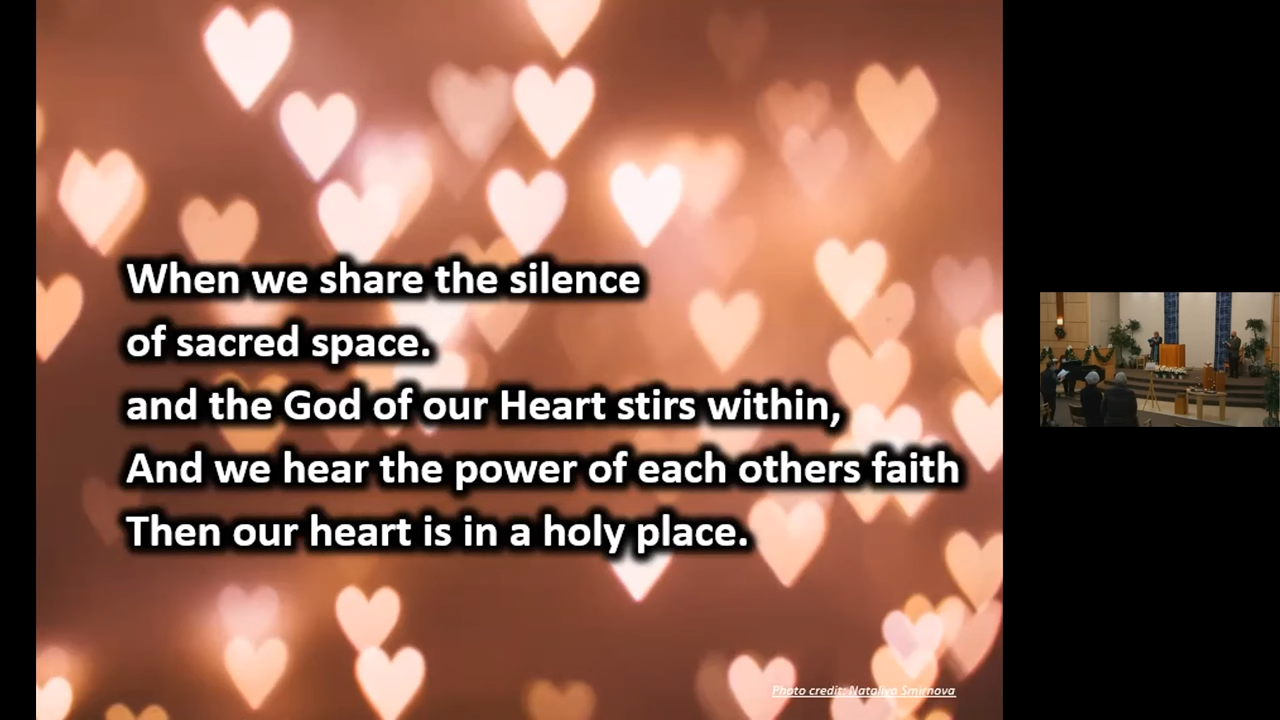 When we share the silence
of sacred space.
and the God of our Heart stirs within,
And we hear the power of each others faith
Then our heart is in a holy place.
Photo credit: Nataliya Smirnova